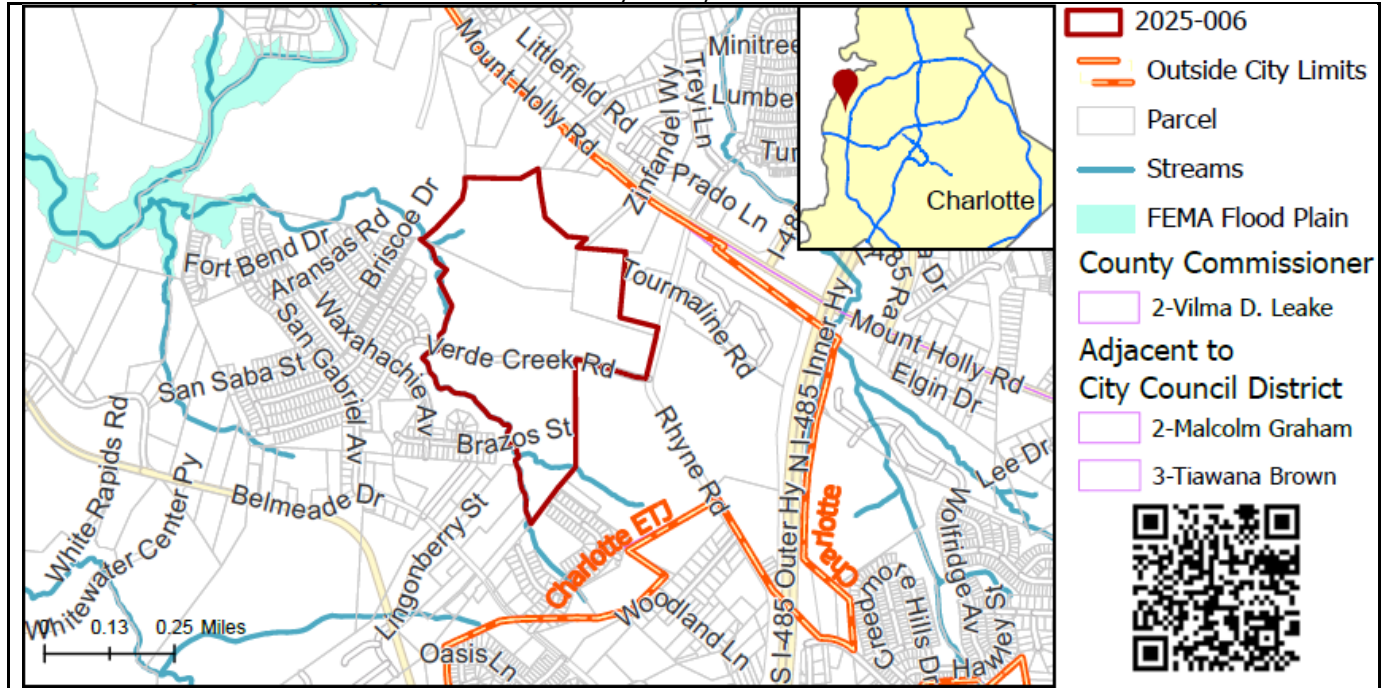 Mount Holly Rd
Littlefield Rd
Minitree
Treyi Ln
Zinfandel Wy
Prado Ln
I-48
Briscoe Dr
Aransas Rd
Fort Bend Dr
Waxahachie Av
San Gabriel Av
San Saba St
Verde Creek Rd
Tourmaline Rd
Brazos St
Rhyne Rd
Belmeade Dr
White Rapids Rd
Whitewater Center Py
Lingonberry St
Charlotte ETJ
Woodland Ln
Oasis Ln
S I-485 Outer Hy
N I-485 Inner Hy
Charlotte
Mount Holly Rd
Elgin Dr
Lee Dr
Wolfridge Av
Creedmore Hills Dr
0 0.13 0.25 Miles
Charlotte
2025-006
Outside City Limits
Parcel
Streams
FEMA Flood Plain
County Commissioner
2-Vilma D. Leake
Adjacent to
City Council District
2-Malcolm Graham
3-Tiawana Brown